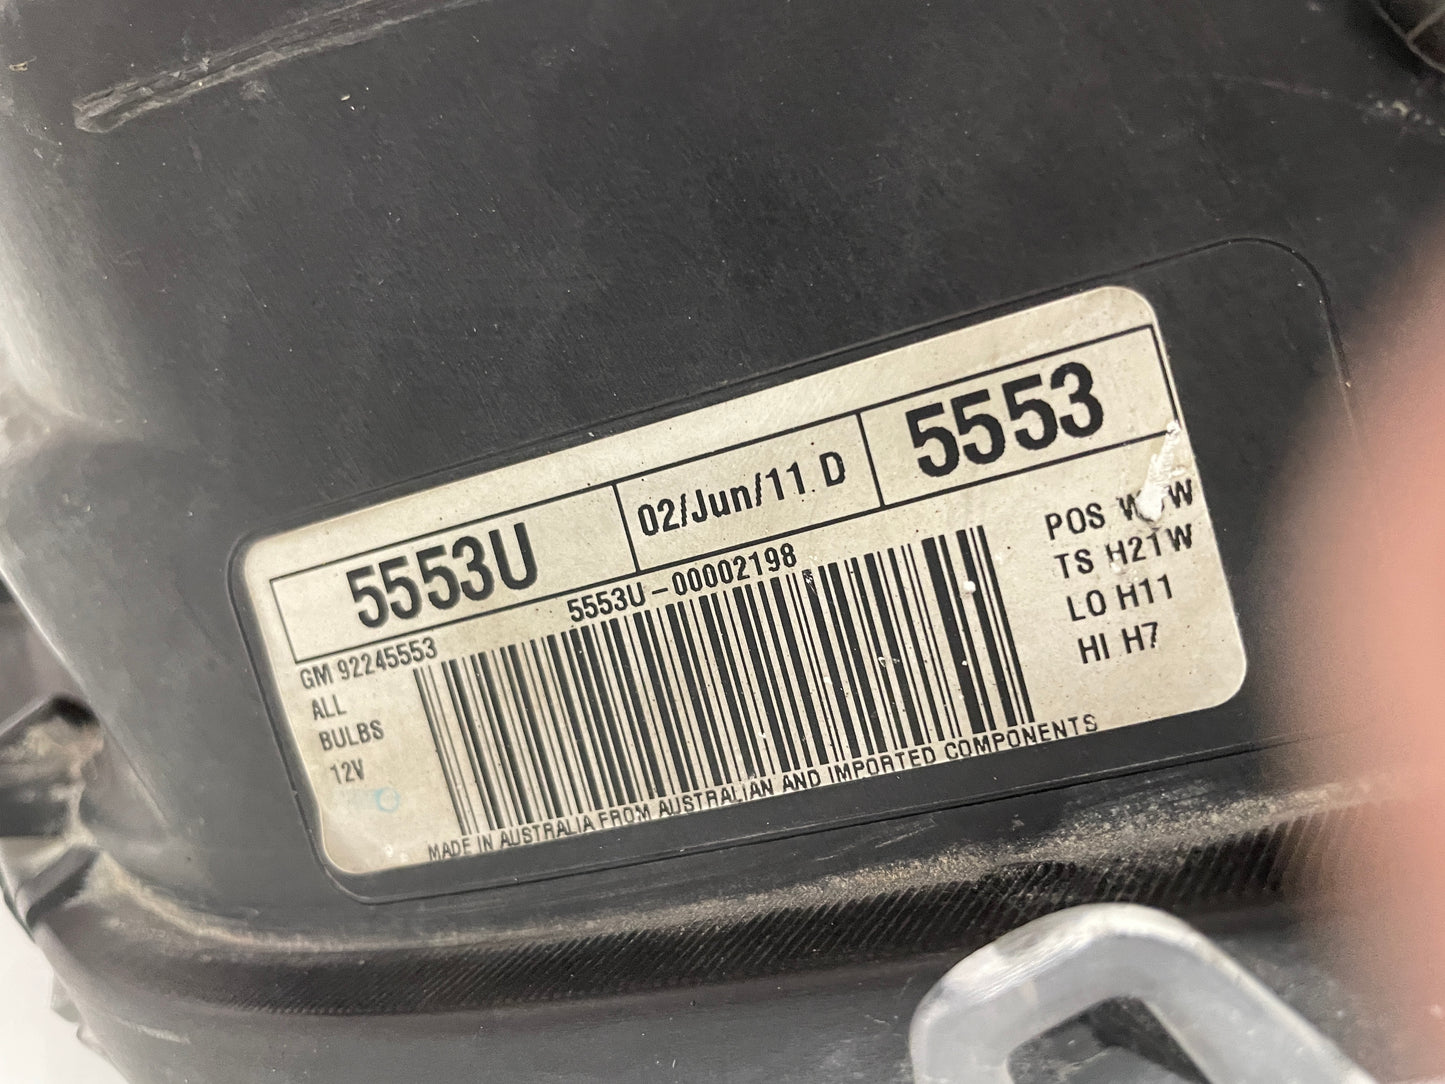 5553U 02/Jun/11 D 5553
5553U-00002198
GM 92245553
ALL
BULBS
12V
POS
TS H21W
LO H11
HI H7
MADE IN AUSTRALIA FROM AUSTRALIAN AND IMPORTED COMPONENTS